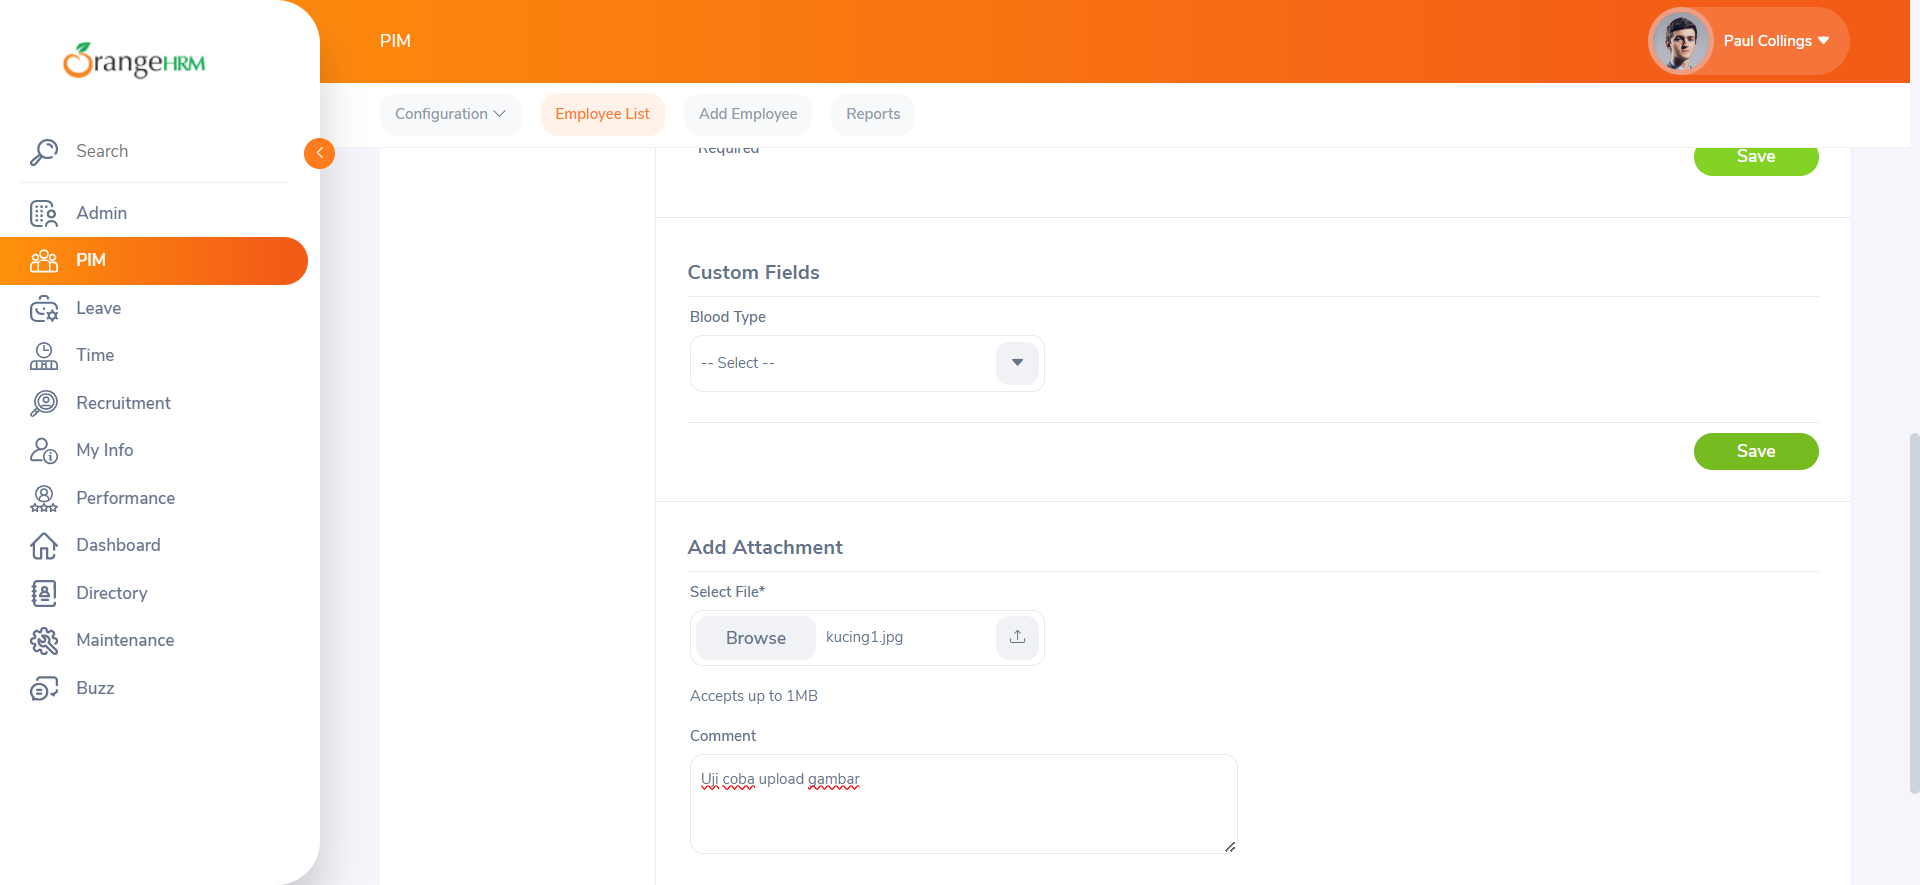 OrangeHRM
PIM
Paul Collings
Configuration
Employee List
Add Employee
Reports
Search
Admin
PIM
Leave
Time
Recruitment
My Info
Performance
Dashboard
Directory
Maintenance
Buzz
Required
Save
Custom Fields
Blood Type
-- Select --
Save
Add Attachment
Select File*
Browse
kucing1.jpg
Accepts up to 1MB
Comment
Uji coba upload gambar